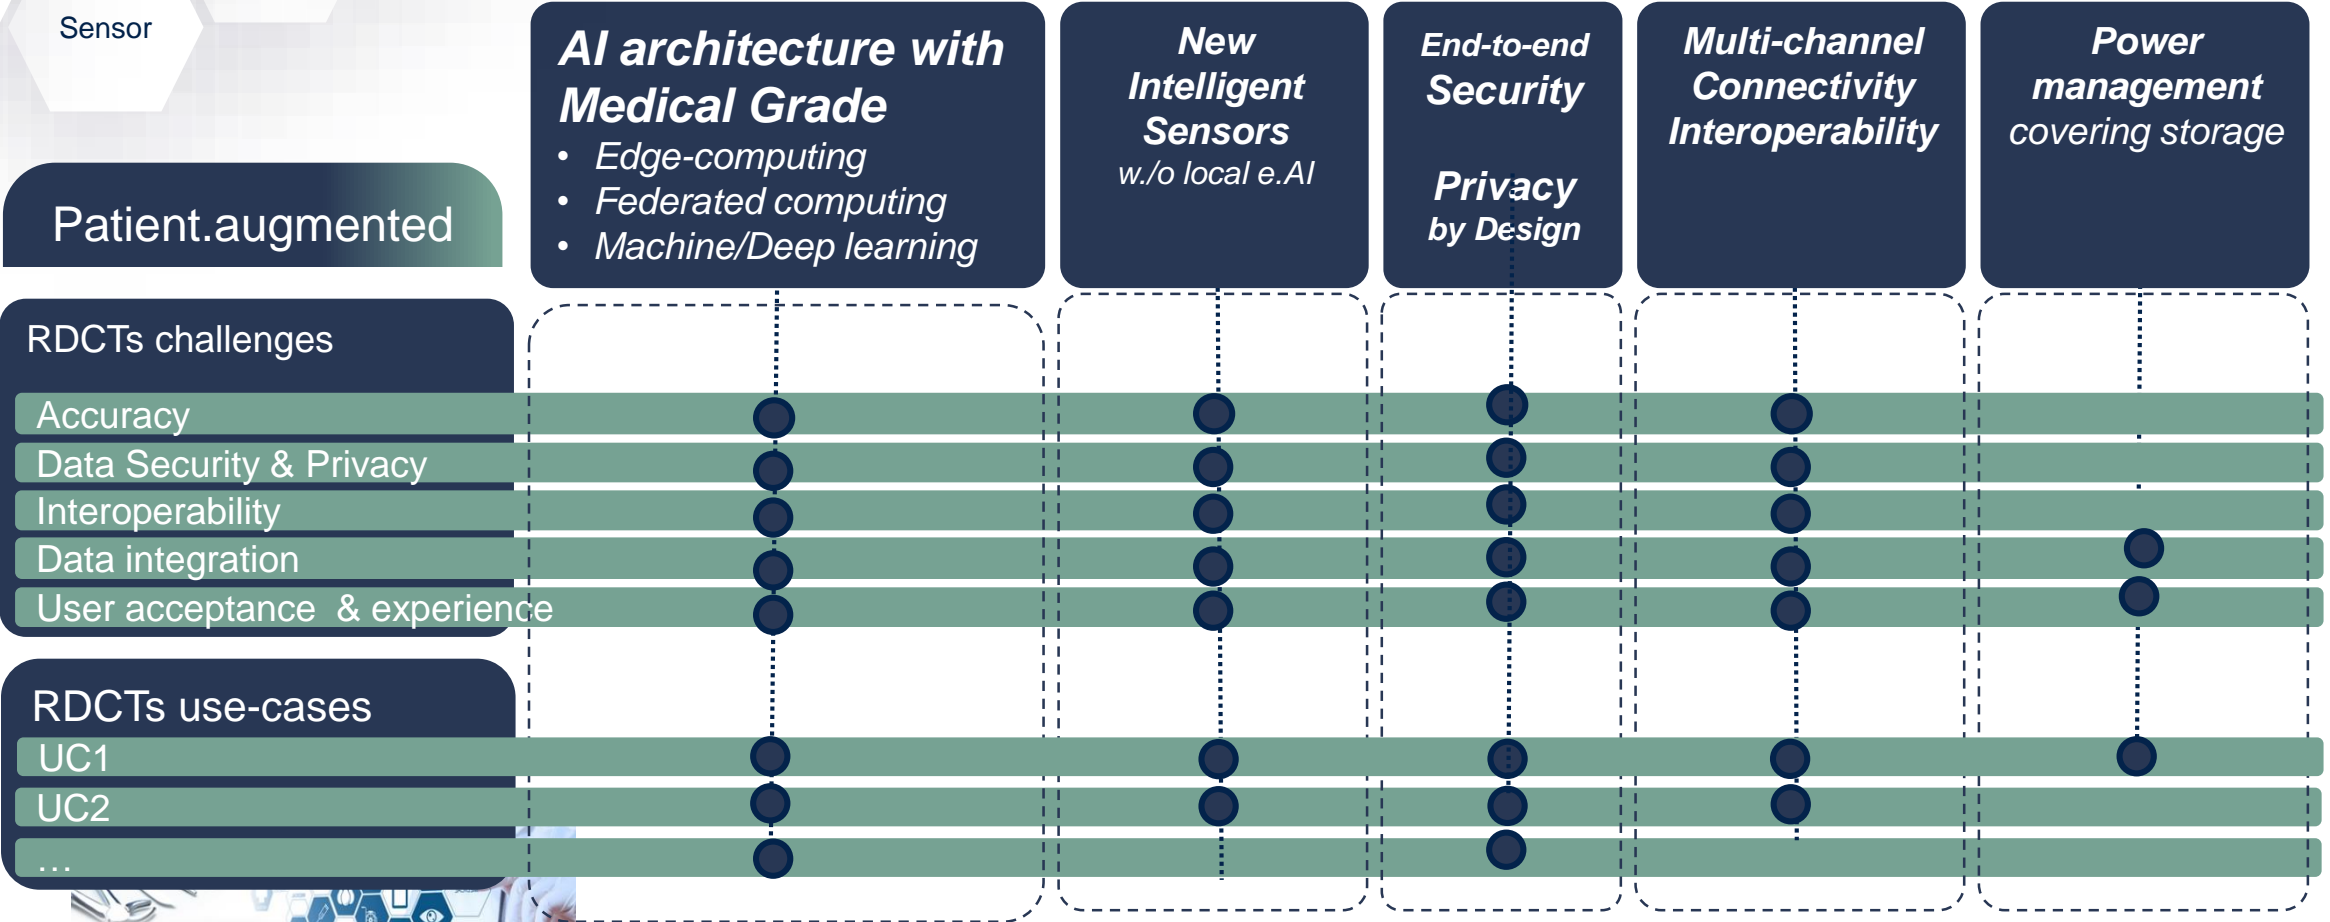 Sensor
AI architecture with
Medical Grade
• Edge-computing
• Federated computing
• Machine/Deep learning
New
Intelligent
Sensors
w./o local e.AI
End-to-end
Security
Privacy
by Design
Multi-channel
Connectivity
Interoperability
Power
management
covering storage
Patient.augmented
RDCTs challenges
Accuracy
Data Security & Privacy
Interoperability
Data integration
User acceptance & experience
RDCTs use-cases
UC1
UC2
...